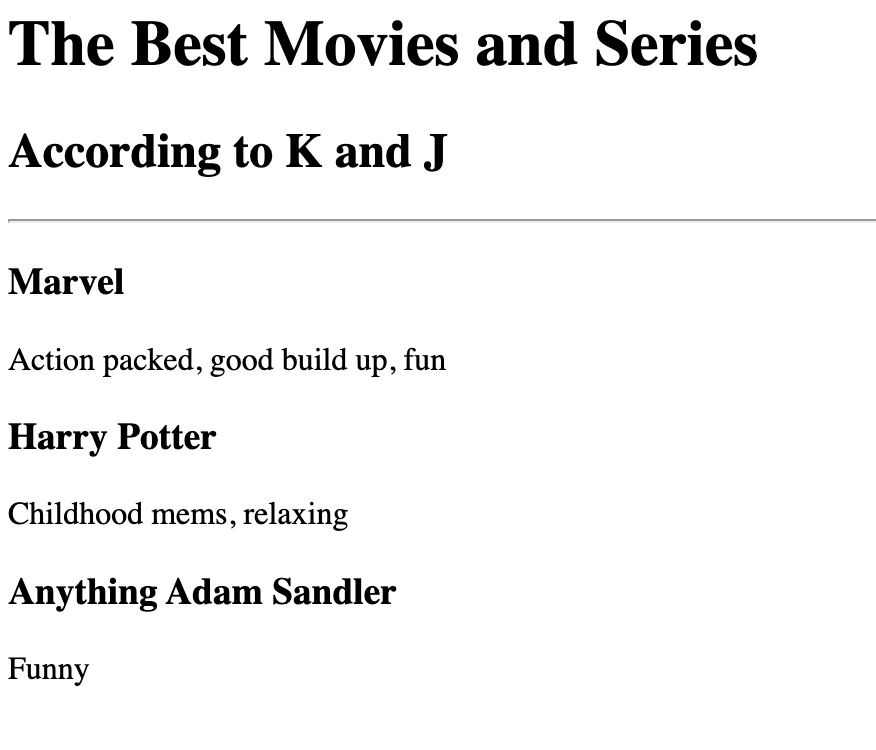 The Best Movies and Series
According to K and J
Marvel
Action packed, good build up, fun
Harry Potter
Childhood mems, relaxing
Anything Adam Sandler
Funny